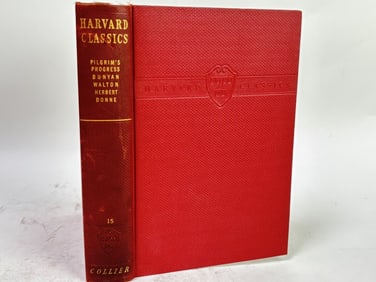 HARVARD
CLASSICS
PILGRIM'S
PROGRESS
BUNYAN
WALTON
HERBERT
DONNE
15
COLLIER
HARVARD CLASSICS